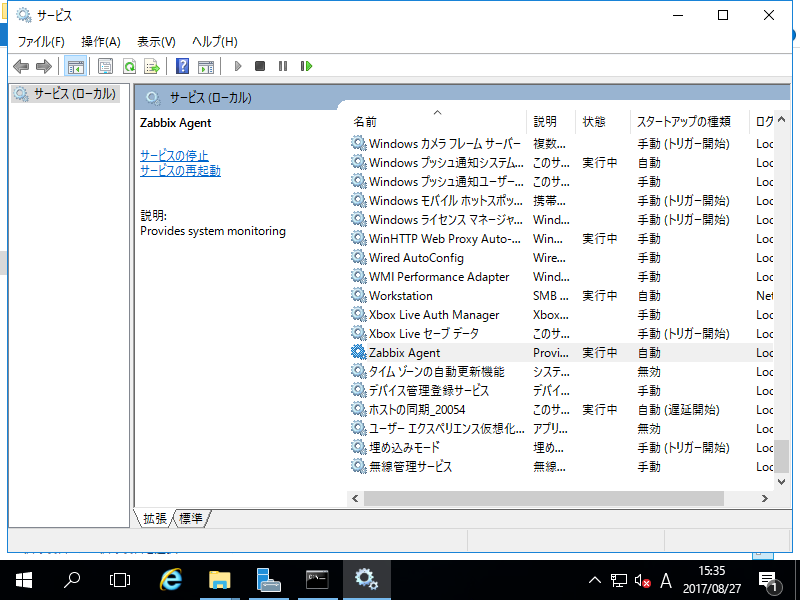 サービス
ファイル(F) 操作(A) 表示(V) ヘルプ(H)
サービス (ローカル)
サービス (ローカル)
Zabbix Agent
サービスの停止
サービスの再起動
説明:
Provides system monitoring
名前 説明 状態 スタートアップの種類 ログ
Windows カメラ フレーム サーバー 複数... 手動 (トリガー開始) Loc
Windows プッシュ通知システム... このサ... 実行中 自動 Loc
Windows プッシュ通知ユーザー... このサ... 手動 Loc
Windows モバイル ホットスポッ... 携帯... 手動 (トリガー開始) Loc
Windows ライセンス マネージャ... Wind... 手動 (トリガー開始) Loc
WinHTTP Web Proxy Auto-... Win... 実行中 手動 Loc
Wired AutoConfig Wire... 手動 Loc
WMI Performance Adapter Wind... 手動 Loc
Workstation SMB ... 実行中 自動 Net
Xbox Live Auth Manager Xbox... 手動 Loc
Xbox Live セーブ データ このサ... 手動 (トリガー開始) Loc
Zabbix Agent Provi... 実行中 自動 Loc
タイム ゾーンの自動更新機能 システ... 無効 Loc
デバイス管理登録サービス デバイ... 手動 Loc
ホストの同期_20054 このサ... 実行中 自動 (遅延開始) Loc
ユーザー エクスペリエンス仮想化... アプリ... 無効 Loc
埋め込みモード 埋め... 手動 (トリガー開始) Loc
無線管理サービス 無線... 手動 Loc
拡張 標準
A
15:35
2017/08/27
1